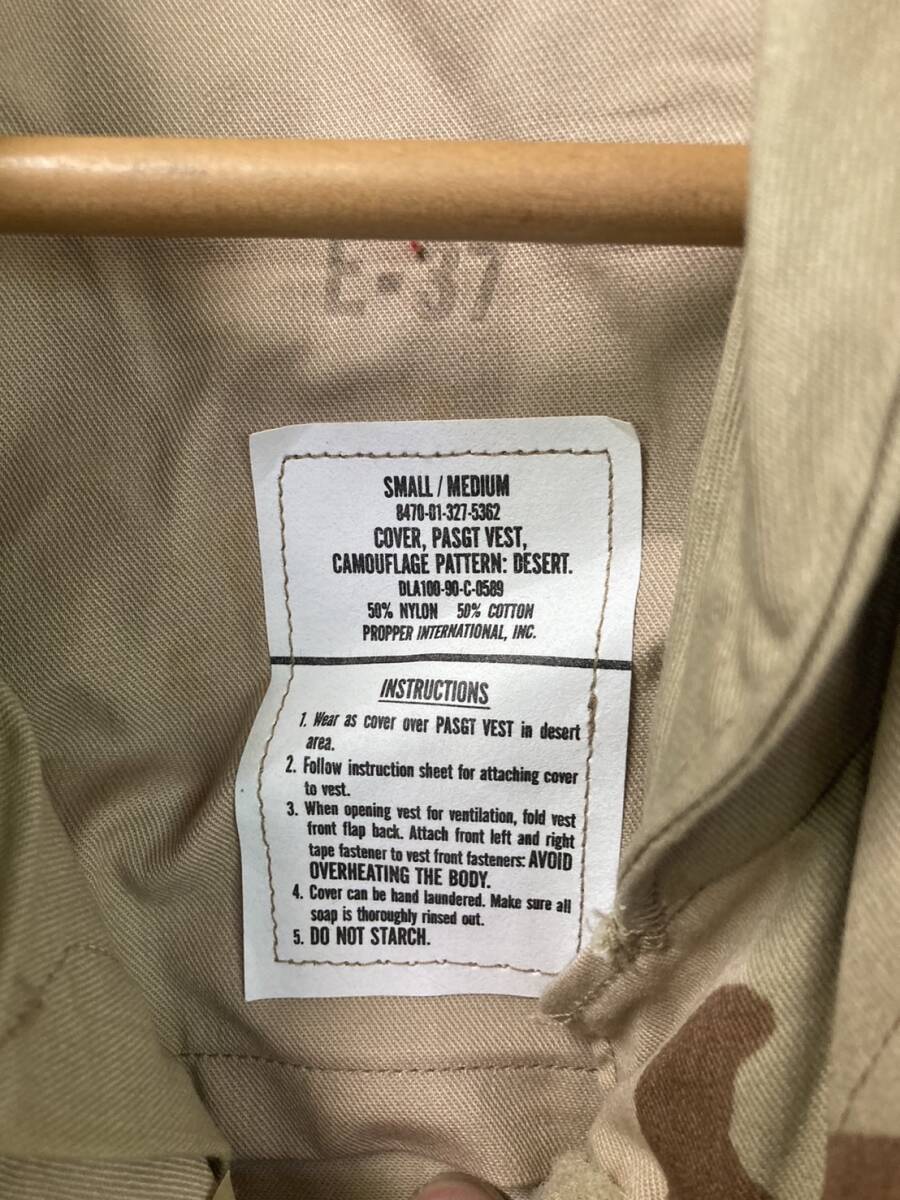 E-37
SMALL / MEDIUM
8470-01-327-5362
COVER, PASGT VEST,
CAMOUFLAGE PATTERN: DESERT.
DLA100-90-C-0589
50% NYLON 50% COTTON
PROPPER INTERNATIONAL, INC.
INSTRUCTIONS
1. Wear as cover over PASGT VEST in desert
area.
2. Follow instruction sheet for attaching cover
to vest.
3. When opening vest for ventilation, fold vest
front flap back. Attach front left and right
tape fastener to vest front fasteners: AVOID
OVERHEATING THE BODY.
4. Cover can be hand laundered. Make sure all
soap is thoroughly rinsed out.
5. DO NOT STARCH.